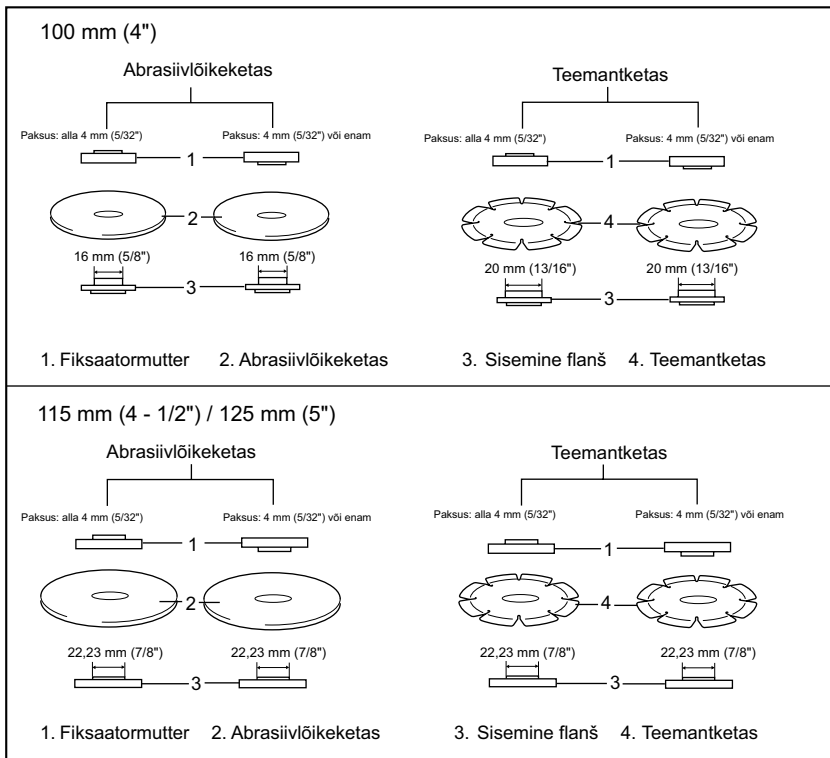 100 mm (4")
Abrasiivlõikeketas
Teemantketas
Paksus: alla 4 mm (5/32")
Paksus: 4 mm (5/32") või enam
Paksus: alla 4 mm (5/32")
Paksus: 4 mm (5/32") või enam
1
1
2
4
16 mm (5/8")
16 mm (5/8")
20 mm (13/16")
20 mm (13/16")
3
3
1. Fiksaatormutter 2. Abrasiivlõikeketas 3. Sisemine flanš 4. Teemantketas
115 mm (4 - 1/2") / 125 mm (5")
Abrasiivlõikeketas
Teemantketas
Paksus: alla 4 mm (5/32")
Paksus: 4 mm (5/32") või enam
Paksus: alla 4 mm (5/32")
Paksus: 4 mm (5/32") või enam
1
1
2
4
22,23 mm (7/8")
22,23 mm (7/8")
22,23 mm (7/8")
22,23 mm (7/8")
3
3
1. Fiksaatormutter 2. Abrasiivlõikeketas 3. Sisemine flanš 4. Teemantketas